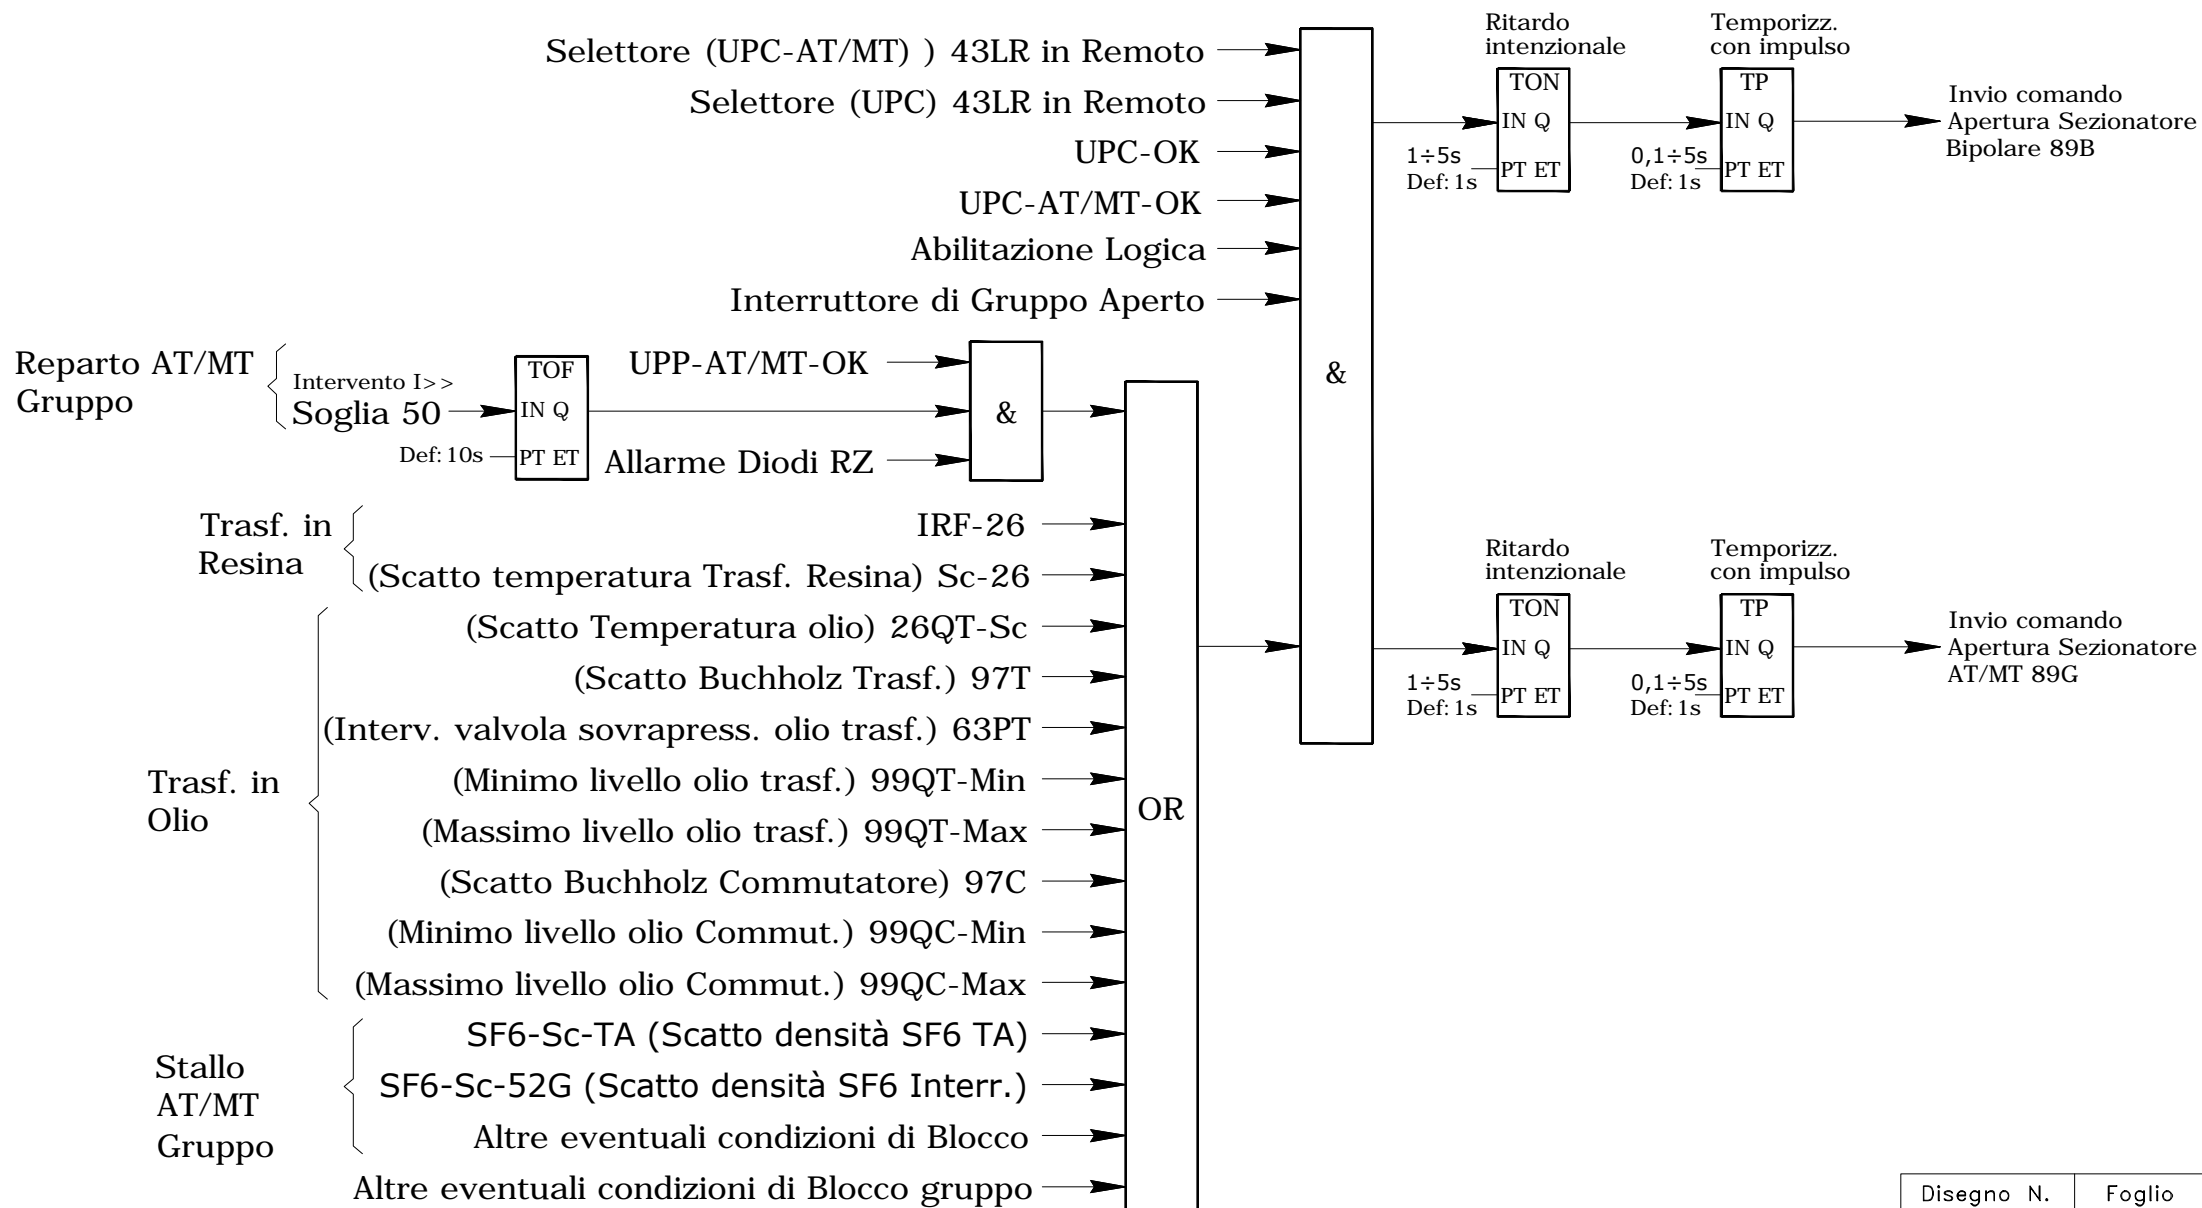 Selettore (UPC-AT/MT) ) 43LR in Remoto
Selettore (UPC) 43LR in Remoto
UPC-OK
UPC-AT/MT-OK
Abilitazione Logica
Interruttore di Gruppo Aperto
&
Ritardo
intenzionale
TON
IN Q
PT ET
1÷5s
Def: 1s
Temporizz.
con impulso
TP
IN Q
PT ET
0,1÷5s
Def: 1s
Invio comando
Apertura Sezionatore
Bipolare 89B
Reparto AT/MT
Gruppo
Intervento I>>
Soglia 50
TOF
IN Q
PT ET
Def: 10s
UPP-AT/MT-OK
Allarme Diodi RZ
&
Trasf. in
Resina
IRF-26
(Scatto temperatura Trasf. Resina) Sc-26
Trasf. in
Olio
(Scatto Temperatura olio) 26QT-Sc
(Scatto Buchholz Trasf.) 97T
(Interv. valvola sovrapress. olio trasf.) 63PT
(Minimo livello olio trasf.) 99QT-Min
(Massimo livello olio trasf.) 99QT-Max
(Scatto Buchholz Commutatore) 97C
(Minimo livello olio Commut.) 99QC-Min
(Massimo livello olio Commut.) 99QC-Max
Stallo
AT/MT
Gruppo
SF6-Sc-TA (Scatto densità SF6 TA)
SF6-Sc-52G (Scatto densità SF6 Interr.)
Altre eventuali condizioni di Blocco
Altre eventuali condizioni di Blocco gruppo
OR
Ritardo
intenzionale
TON
IN Q
PT ET
1÷5s
Def: 1s
Temporizz.
con impulso
TP
IN Q
PT ET
0,1÷5s
Def: 1s
Invio comando
Apertura Sezionatore
AT/MT 89G
Disegno N.
Foglio